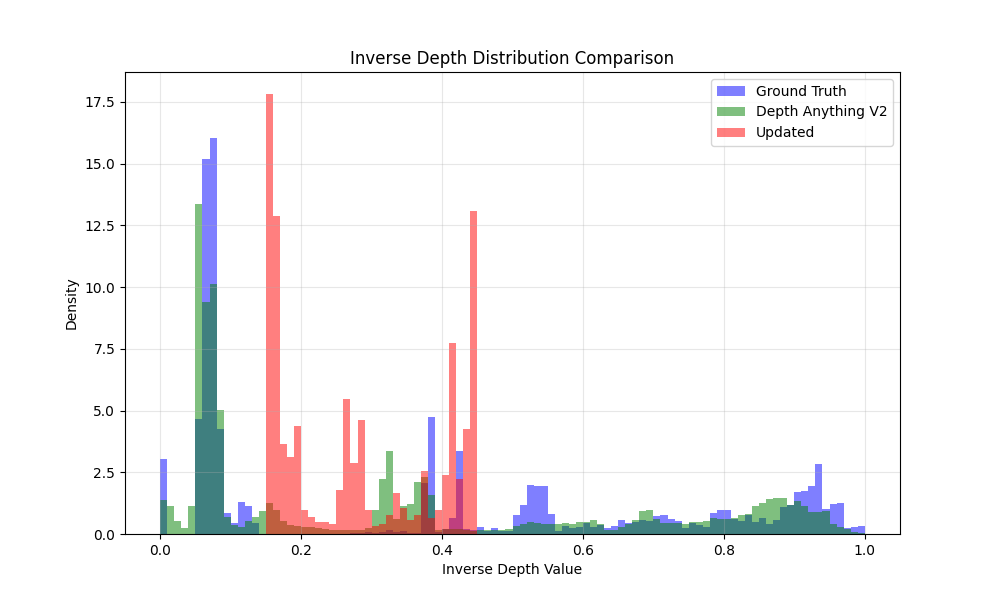 Inverse Depth Distribution Comparison
Ground Truth
Depth Anything V2
Updated
17.5
15.0
12.5
10.0
7.5
5.0
2.5
0.0
Density
0.0 0.2 0.4 0.6 0.8 1.0
Inverse Depth Value